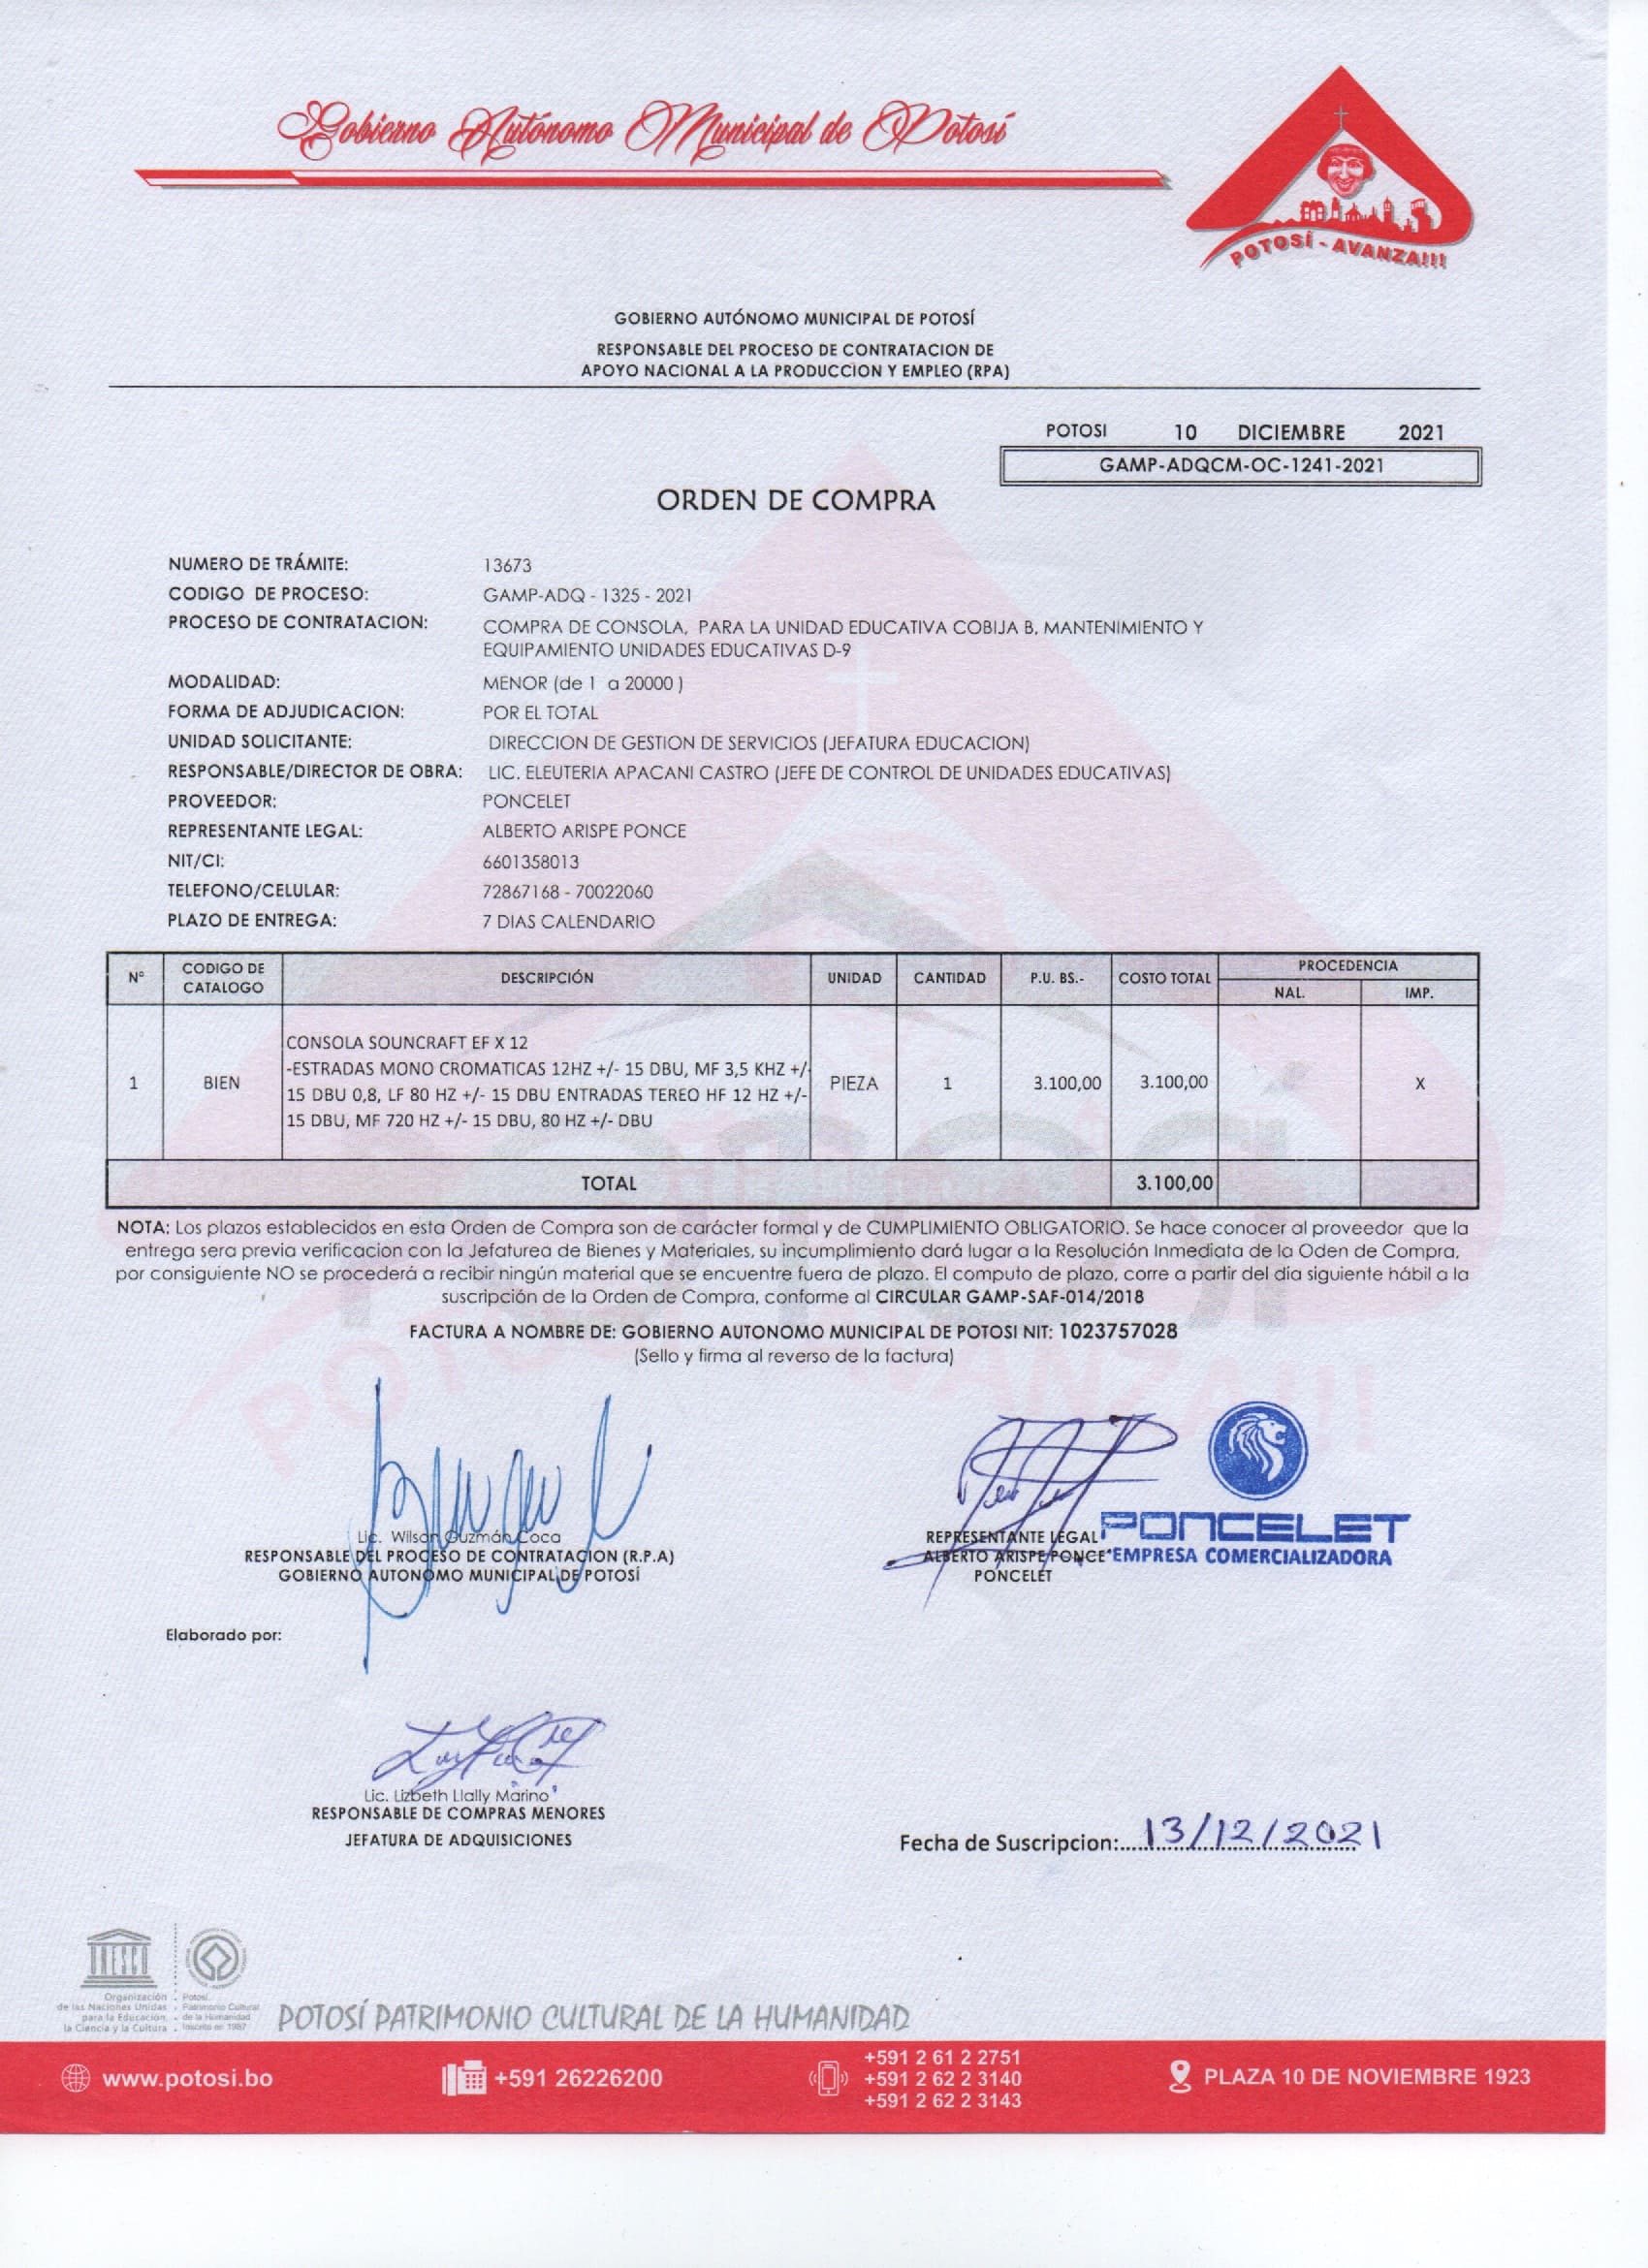 Gobierno Autónomo Municipal de Potosí
POTOSÍ - AVANZA!!!
GOBIERNO AUTÓNOMO MUNICIPAL DE POTOSÍ
RESPONSABLE DEL PROCESO DE CONTRATACION DE
APOYO NACIONAL A LA PRODUCCION Y EMPLEO (RPA)
POTOSI 10 DICIEMBRE 2021
GAMP-ADQCM-OC-1241-2021
ORDEN DE COMPRA
NUMERO DE TRÁMITE: 13673
CODIGO DE PROCESO: GAMP-ADQ - 1325 - 2021
PROCESO DE CONTRATACION: COMPRA DE CONSOLA, PARA LA UNIDAD EDUCATIVA COBIJA B, MANTENIMIENTO Y
EQUIPAMIENTO UNIDADES EDUCATIVAS D-9
MODALIDAD: MENOR (de 1 a 20000 )
FORMA DE ADJUDICACION: POR EL TOTAL
UNIDAD SOLICITANTE: DIRECCION DE GESTION DE SERVICIOS (JEFATURA EDUCACION)
RESPONSABLE/DIRECTOR DE OBRA: LIC. ELEUTERIA APACANI CASTRO (JEFE DE CONTROL DE UNIDADES EDUCATIVAS)
PROVEEDOR: PONCELET
REPRESENTANTE LEGAL: ALBERTO ARISPE PONCE
NIT/CI: 6601358013
TELEFONO/CELULAR: 72867168 - 70022060
PLAZO DE ENTREGA: 7 DIAS CALENDARIO
N° CODIGO DE CATALOGO DESCRIPCIÓN UNIDAD CANTIDAD P.U. BS.- COSTO TOTAL PROCEDENCIA
NAL. IMP.
CONSOLA SOUNCRAFT EF X 12
-ESTRADAS MONO CROMATICAS 12HZ +/- 15 DBU, MF 3,5 KHZ +/-
1 BIEN 15 DBU 0,8, LF 80 HZ +/- 15 DBU ENTRADAS TEREO HF 12 HZ +/- PIEZA 1 3.100,00 3.100,00 X
15 DBU, MF 720 HZ +/- 15 DBU, 80 HZ +/- DBU
TOTAL 3.100,00
NOTA: Los plazos establecidos en esta Orden de Compra son de carácter formal y de CUMPLIMIENTO OBLIGATORIO. Se hace conocer al proveedor que la
entrega sera previa verificacion con la Jefaturea de Bienes y Materiales, su incumplimiento dará lugar a la Resolución Inmediata de la Oden de Compra,
por consiguiente NO se procederá a recibir ningún material que se encuentre fuera de plazo. El computo de plazo, corre a partir del día siguiente hábil a la
suscripción de la Orden de Compra, conforme al CIRCULAR GAMP-SAF-014/2018
FACTURA A NOMBRE DE: GOBIERNO AUTONOMO MUNICIPAL DE POTOSI NIT: 1023757028
(Sello y firma al reverso de la factura)
Lic. Wilson Guzmán Coca
RESPONSABLE DEL PROCESO DE CONTRATACION (R.P.A)
GOBIERNO AUTONOMO MUNICIPAL DE POTOSÍ
REPRESENTANTE LEGAL
ALBERTO ARISPE PONCE
PONCELET
PONCELET
EMPRESA COMERCIALIZADORA
Elaborado por:
Lic. Lizbeth Llally Marino
RESPONSABLE DE COMPRAS MENORES
JEFATURA DE ADQUISICIONES
Fecha de Suscripcion:.....13/12/2021
UNESCO
Organización
de las Naciones Unidas
para la Educación,
la Ciencia y la Cultura
Potosí,
Patrimonio Cultural
de la Humanidad
Inscrito en 1987
POTOSÍ PATRIMONIO CULTURAL DE LA HUMANIDAD
www.potosi.bo
+591 26226200
+591 2 61 2 2751
+591 2 62 2 3140
+591 2 62 2 3143
PLAZA 10 DE NOVIEMBRE 1923